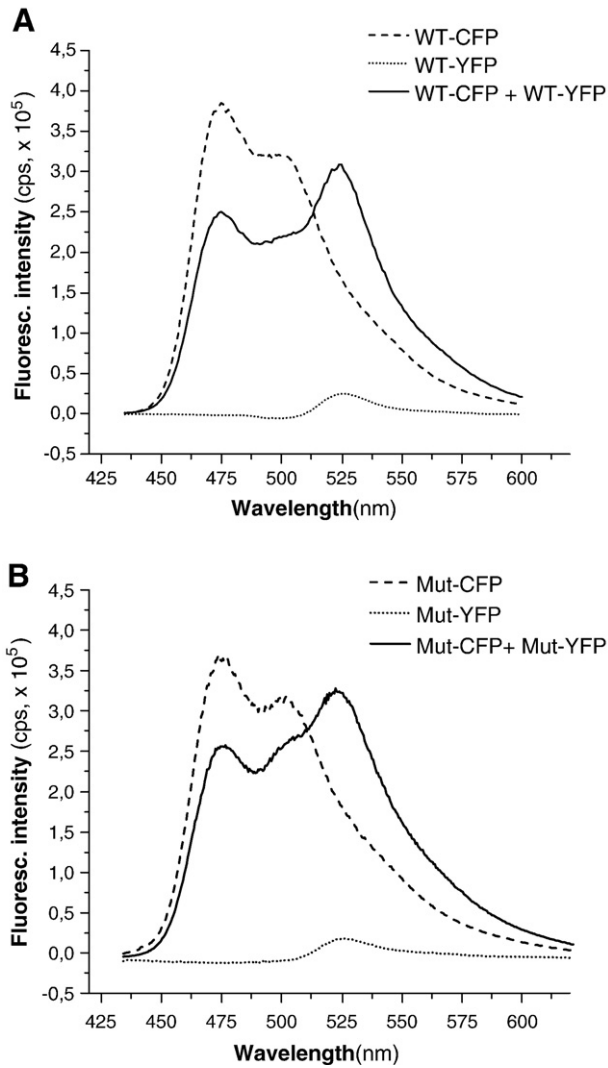 A
WT-CFP
WT-YFP
WT-CFP + WT-YFP
4,5
4,0
3,5
3,0
2,5
2,0
1,5
1,0
0,5
0,0
-0,5
Fluoresc. intensity (cps, x 10⁵)
425 450 475 500 525 550 575 600
Wavelength(nm)
B
Mut-CFP
Mut-YFP
Mut-CFP+ Mut-YFP
4,5
4,0
3,5
3,0
2,5
2,0
1,5
1,0
0,5
0,0
-0,5
Fluoresc. intensity (cps, x 10⁵)
425 450 475 500 525 550 575 600
Wavelength(nm)